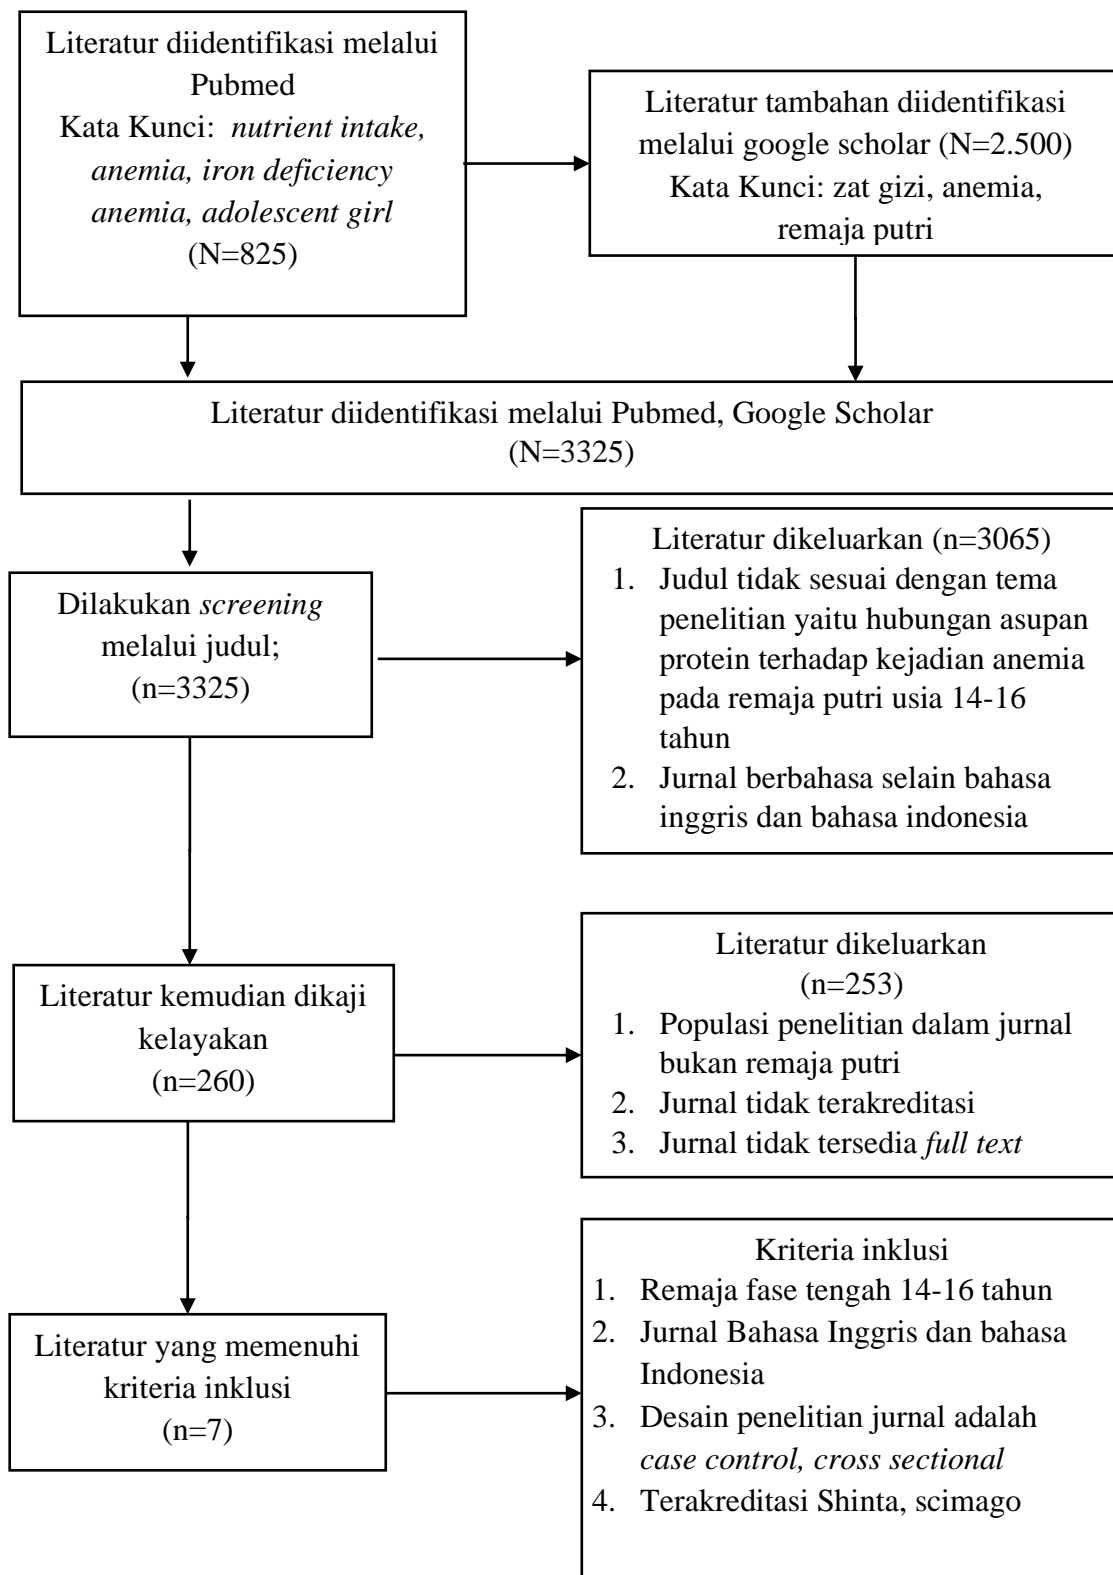 Literatur diidentifikasi melalui
Pubmed
Kata Kunci: nutrient intake,
anemia, iron deficiency
anemia, adolescent girl
(N=825)
Literatur tambahan diidentifikasi
melalui google scholar (N=2.500)
Kata Kunci: zat gizi, anemia,
remaja putri
Literatur diidentifikasi melalui Pubmed, Google Scholar
(N=3325)
Dilakukan screening
melalui judul;
(n=3325)
Literatur dikeluarkan (n=3065)
1. Judul tidak sesuai dengan tema
penelitian yaitu hubungan asupan
protein terhadap kejadian anemia
pada remaja putri usia 14-16
tahun
2. Jurnal berbahasa selain bahasa
inggris dan bahasa indonesia
Literatur kemudian dikaji
kelayakan
(n=260)
Literatur dikeluarkan
(n=253)
1. Populasi penelitian dalam jurnal
bukan remaja putri
2. Jurnal tidak terakreditasi
3. Jurnal tidak tersedia full text
Literatur yang memenuhi
kriteria inklusi
(n=7)
Kriteria inklusi
1. Remaja fase tengah 14-16 tahun
2. Jurnal Bahasa Inggris dan bahasa
Indonesia
3. Desain penelitian jurnal adalah
case control, cross sectional
4. Terakreditasi Shinta, scimago